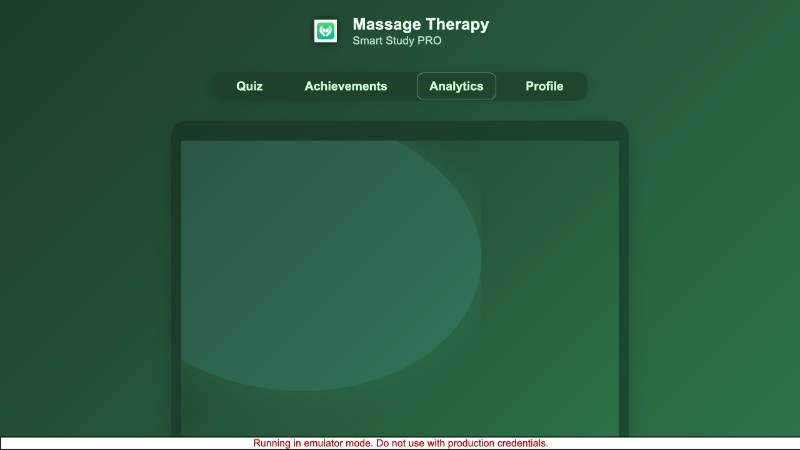 Massage Therapy
Smart Study PRO
Quiz
Achievements
Analytics
Profile
Running in emulator mode. Do not use with production credentials.